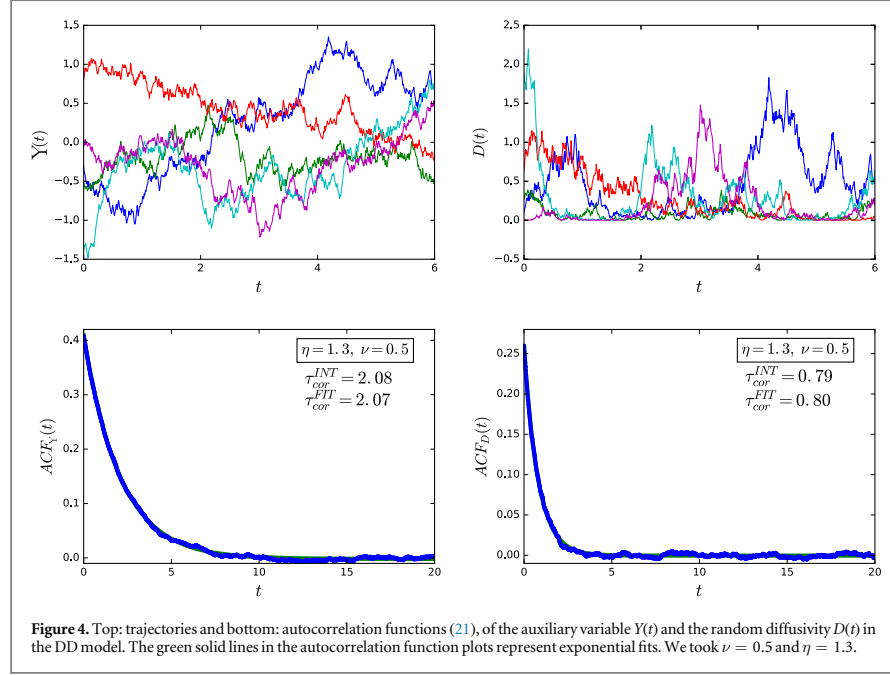 1.5
1.0
0.5
0.0
−0.5
−1.0
−1.5
Y(t)
0
2
4
6
t
2.5
2.0
1.5
1.0
0.5
0.0
−0.5
D(t)
0
2
4
6
t
0.4
0.3
0.2
0.1
0.0
ACF_Y(t)
η=1.3, ν=0.5
τ_cor^INT=2.08
τ_cor^FIT=2.07
0
5
10
15
20
t
0.25
0.20
0.15
0.10
0.05
0.00
ACF_D(t)
η=1.3, ν=0.5
τ_cor^INT=0.79
τ_cor^FIT=0.80
0
5
10
15
20
t
Figure 4. Top: trajectories and bottom: autocorrelation functions (21), of the auxiliary variable Y(t) and the random diffusivity D(t) in
the DD model. The green solid lines in the autocorrelation function plots represent exponential fits. We took ν = 0.5 and η = 1.3.